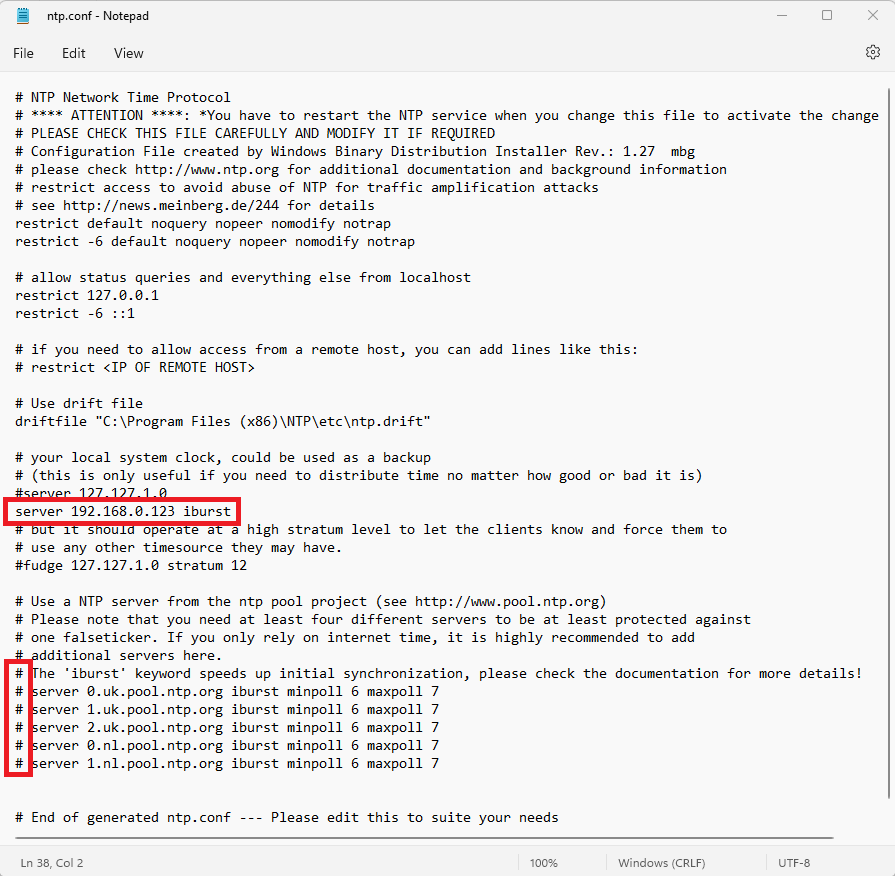 ntp.conf - Notepad
File Edit View
# NTP Network Time Protocol
# **** ATTENTION ****: *You have to restart the NTP service when you change this file to activate the change
# PLEASE CHECK THIS FILE CAREFULLY AND MODIFY IT IF REQUIRED
# Configuration File created by Windows Binary Distribution Installer Rev.: 1.27  mbg
# please check http://www.ntp.org for additional documentation and background information
# restrict access to avoid abuse of NTP for traffic amplification attacks
# see http://news.meinberg.de/244 for details
restrict default noquery nopeer nomodify notrap
restrict -6 default noquery nopeer nomodify notrap
# allow status queries and everything else from localhost
restrict 127.0.0.1
restrict -6 ::1
# if you need to allow access from a remote host, you can add lines like this:
# restrict <IP OF REMOTE HOST>
# Use drift file
driftfile "C:\Program Files (x86)\NTP\etc\ntp.drift"
# your local system clock, could be used as a backup
# (this is only useful if you need to distribute time no matter how good or bad it is)
#server 127.127.1.0
server 192.168.0.123 iburst
# but it should operate at a high stratum level to let the clients know and force them to
# use any other timesource they may have.
#fudge 127.127.1.0 stratum 12
# Use a NTP server from the ntp pool project (see http://www.pool.ntp.org)
# Please note that you need at least four different servers to be at least protected against
# one falseticker. If you only rely on internet time, it is highly recommended to add
# additional servers here.
# The 'iburst' keyword speeds up initial synchronization, please check the documentation for more details!
# server 0.uk.pool.ntp.org iburst minpoll 6 maxpoll 7
# server 1.uk.pool.ntp.org iburst minpoll 6 maxpoll 7
# server 2.uk.pool.ntp.org iburst minpoll 6 maxpoll 7
# server 0.nl.pool.ntp.org iburst minpoll 6 maxpoll 7
# server 1.nl.pool.ntp.org iburst minpoll 6 maxpoll 7
# End of generated ntp.conf --- Please edit this to suite your needs
Ln 38, Col 2 100% Windows (CRLF) UTF-8